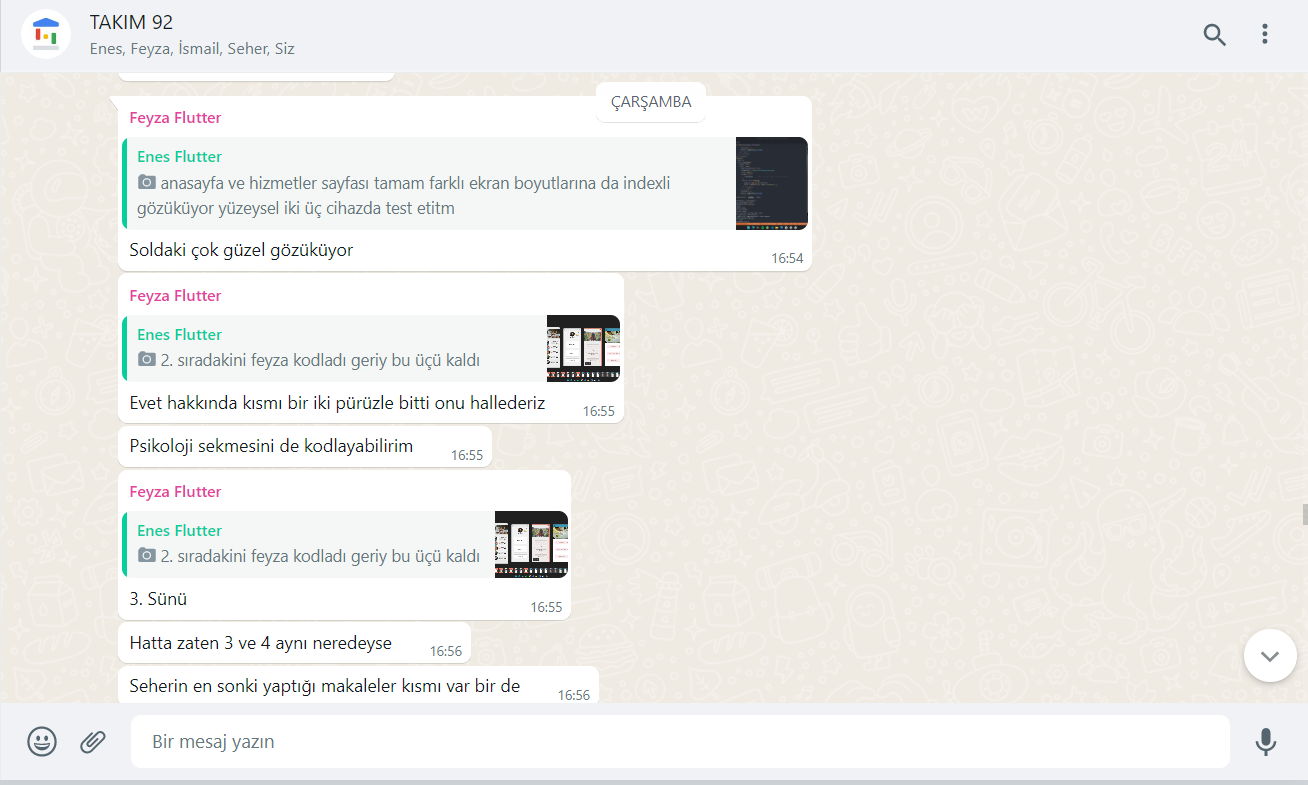 TAKIM 92
Enes, Feyza, İsmail, Seher, Siz
ÇARŞAMBA
Feyza Flutter
Enes Flutter
anasayfa ve hizmetler sayfası tamam farklı ekran boyutlarına da indexli
gözüküyor yüzeysel iki üç cihazda test etitm
Soldaki çok güzel gözüküyor
16:54
Feyza Flutter
Enes Flutter
2. sıradakini feyza kodladı geriy bu üçü kaldı
Evet hakkında kısmı bir iki pürüzle bitti onu hallederiz
16:55
Psikoloji sekmesini de kodlayabilirim
16:55
Feyza Flutter
Enes Flutter
2. sıradakini feyza kodladı geriy bu üçü kaldı
3. Sünü
16:55
Hatta zaten 3 ve 4 aynı neredeyse
16:56
Seherin en sonki yaptığı makaleler kısmı var bir de
16:56
Bir mesaj yazın